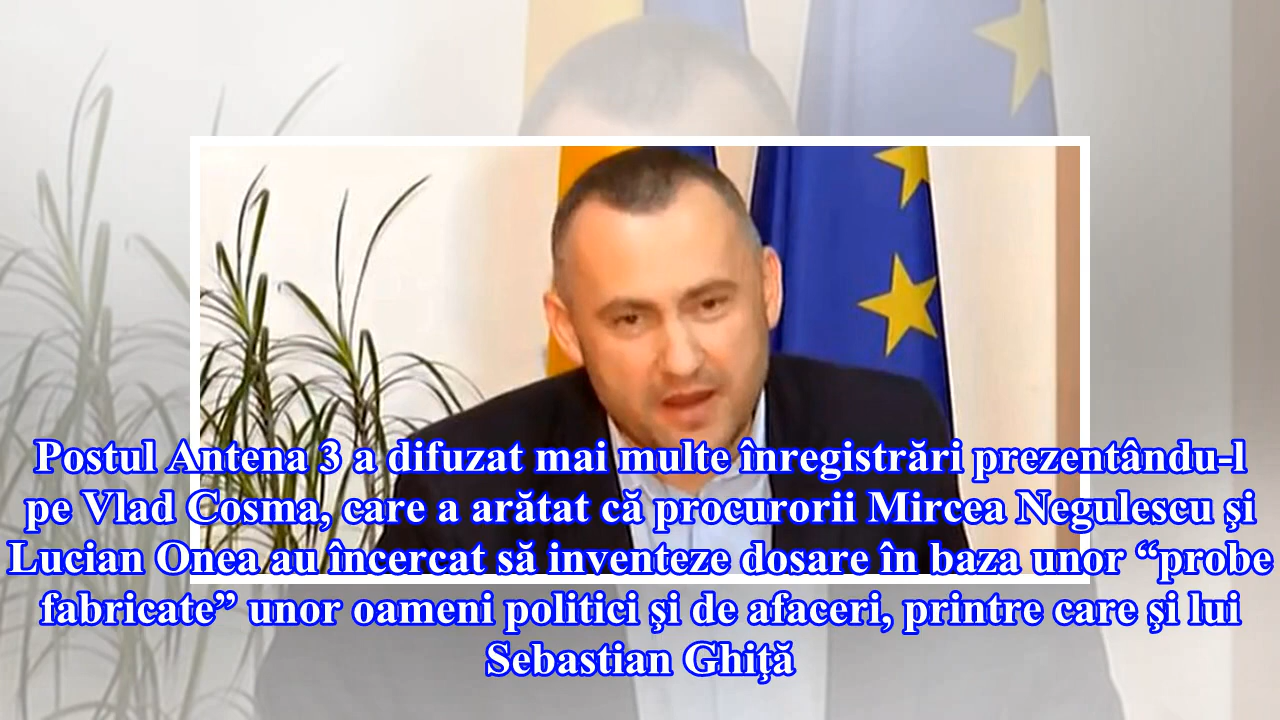 Postul Antena 3 a difuzat mai multe înregistrări prezentându-l
pe Vlad Cosma, care a arătat că procurorii Mircea Negulescu şi
Lucian Onea au încercat să inventeze dosare în baza unor “probe
fabricate” unor oameni politici şi de afaceri, printre care şi lui
Sebastian Ghiţă